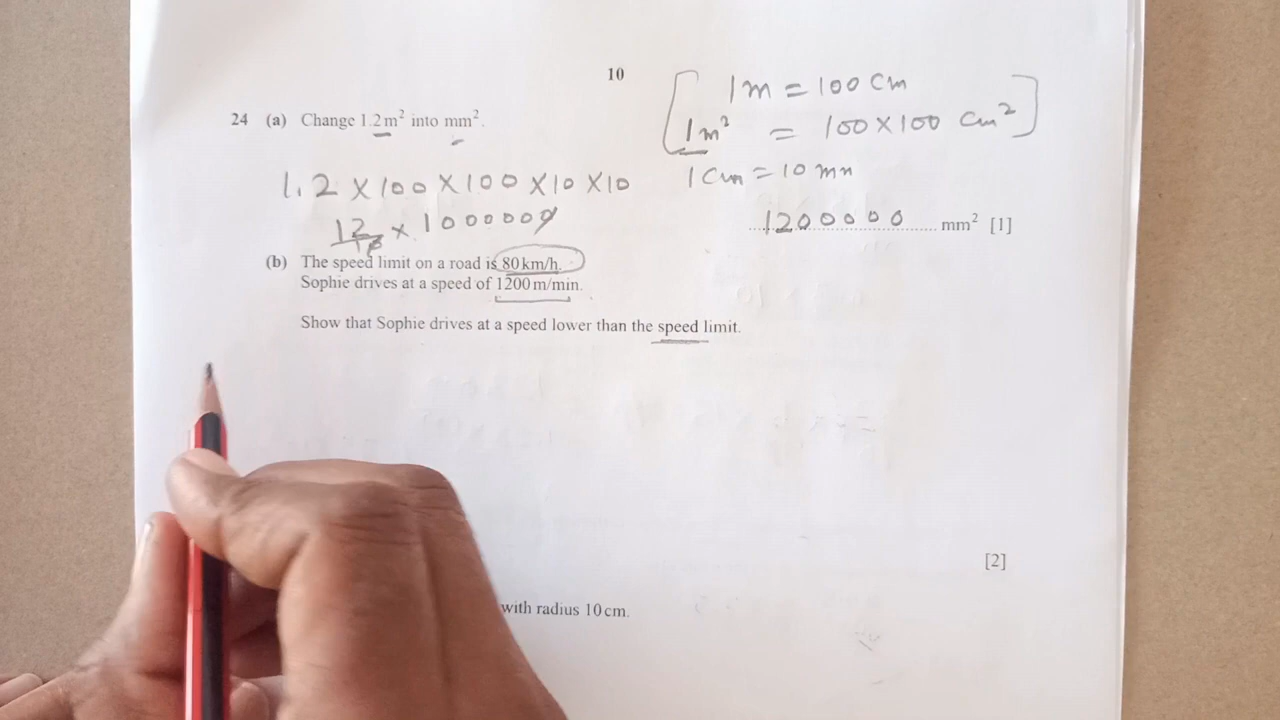 10
24 (a) Change 1.2 m² into mm².
1m = 100 cm
1m² = 100 × 100 cm²
1 cm = 10 mm
1.2 × 100 × 100 × 10 × 10
12/10 × 1000000
1200000 mm² [1]
(b) The speed limit on a road is 80 km/h.
Sophie drives at a speed of 1200 m/min.
Show that Sophie drives at a speed lower than the speed limit.
[2]
with radius 10 cm.